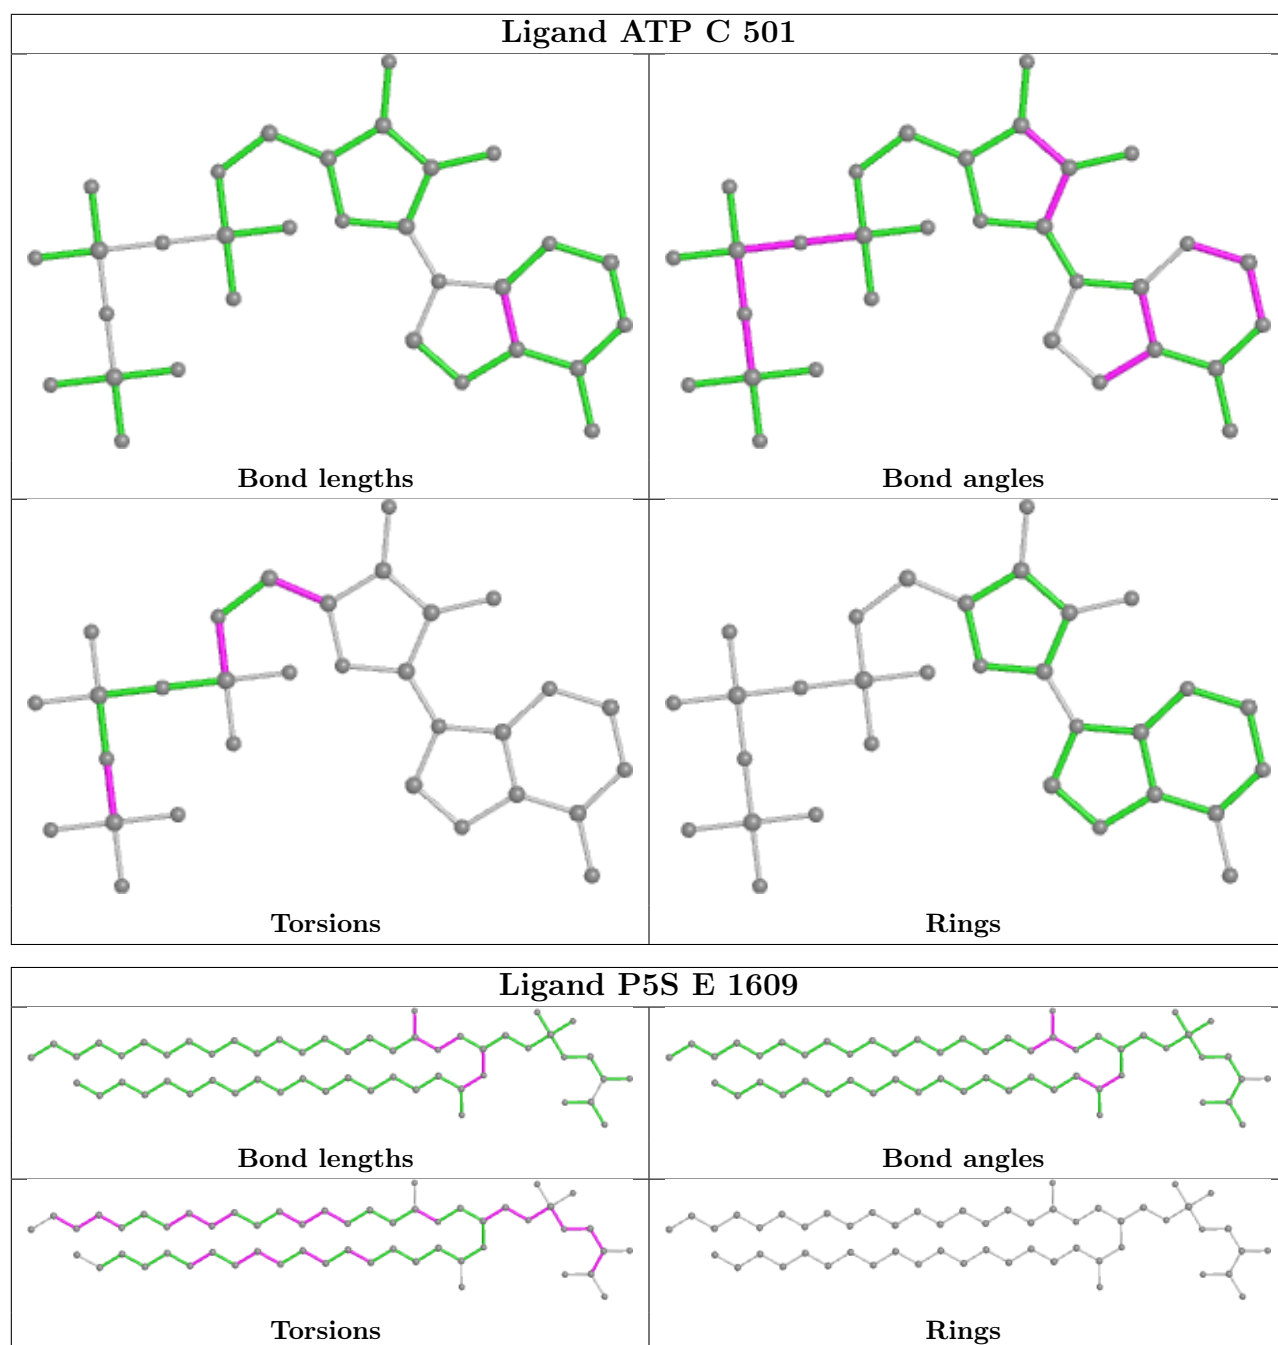 Ligand ATP C 501
Bond lengths
Bond angles
Torsions
Rings
Ligand P5S E 1609
Bond lengths
Bond angles
Torsions
Rings